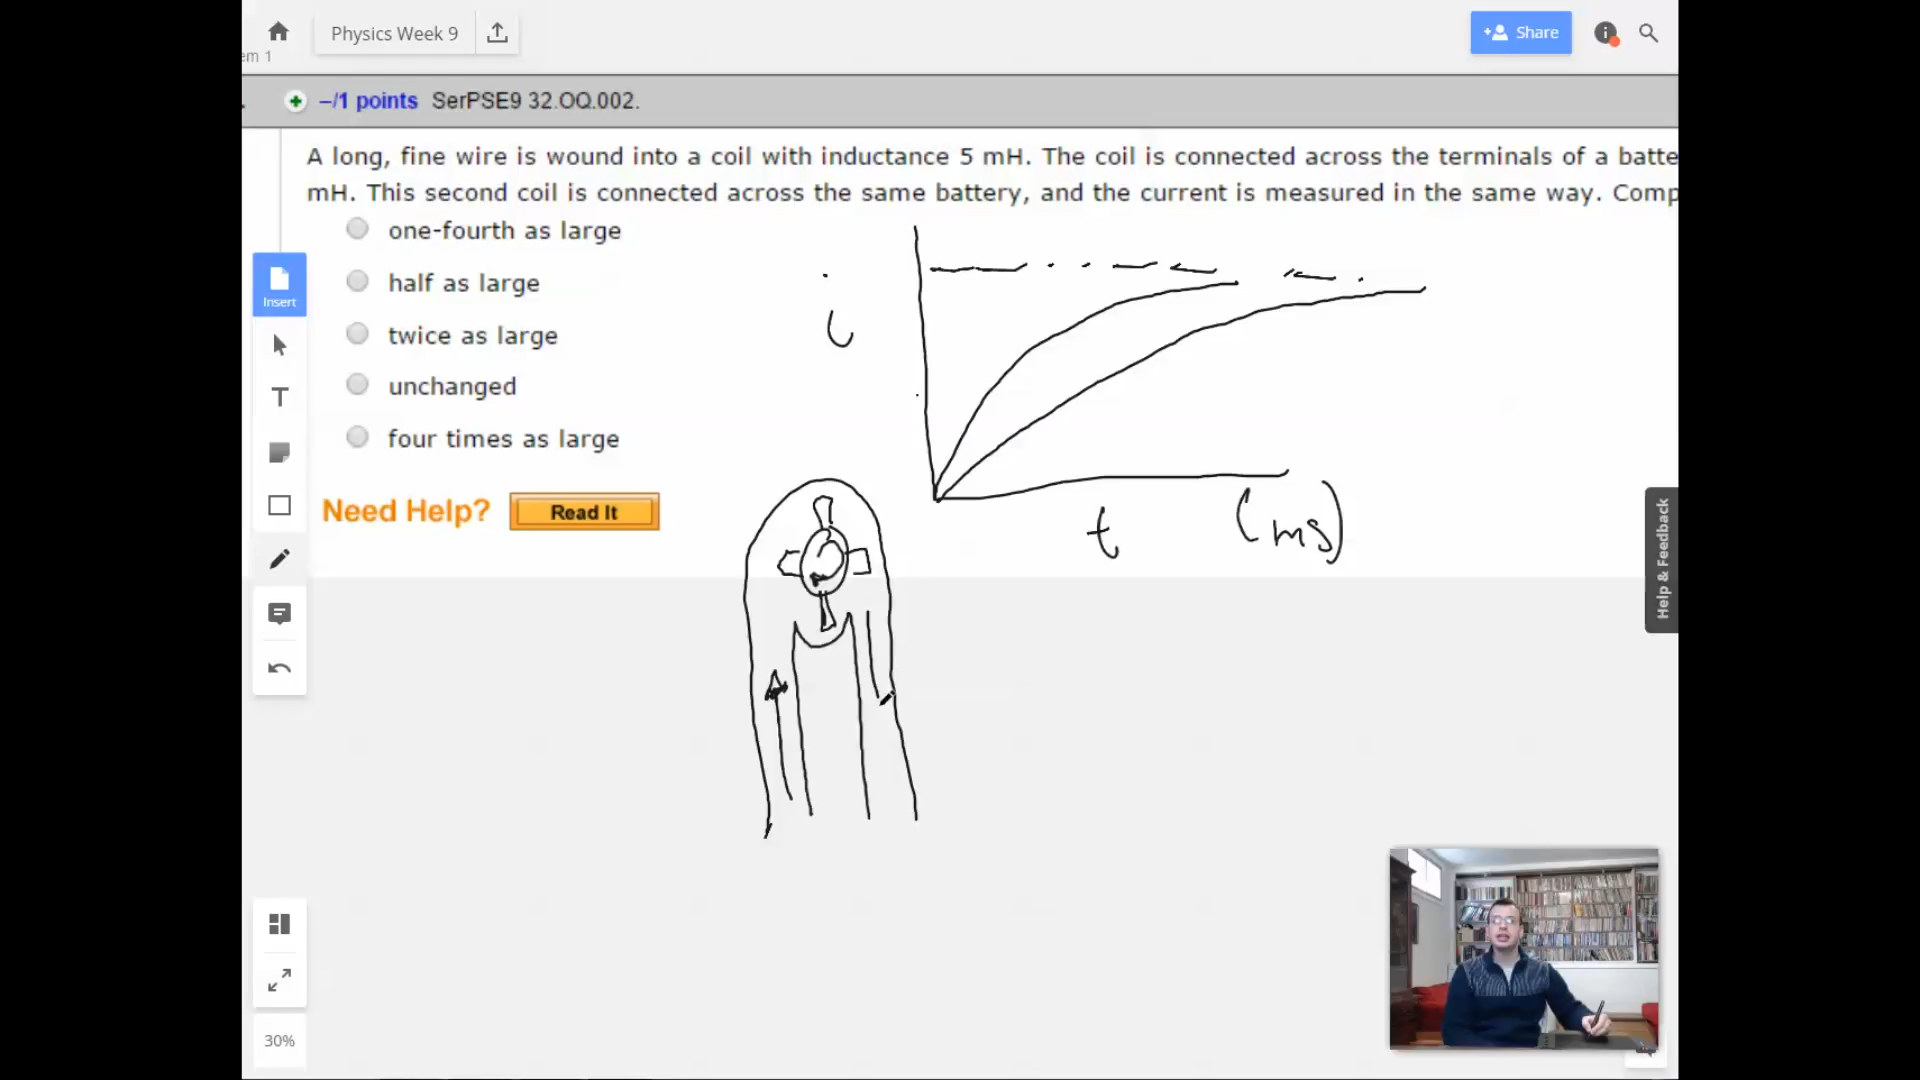 Physics Week 9
Share
em 1
–/1 points SerPSE9 32.OQ.002.
A long, fine wire is wound into a coil with inductance 5 mH. The coil is connected across the terminals of a batte
mH. This second coil is connected across the same battery, and the current is measured in the same way. Comp
one-fourth as large
half as large
twice as large
unchanged
four times as large
Need Help? Read It
Insert
T
i
t (ms)
Help & Feedback
30%